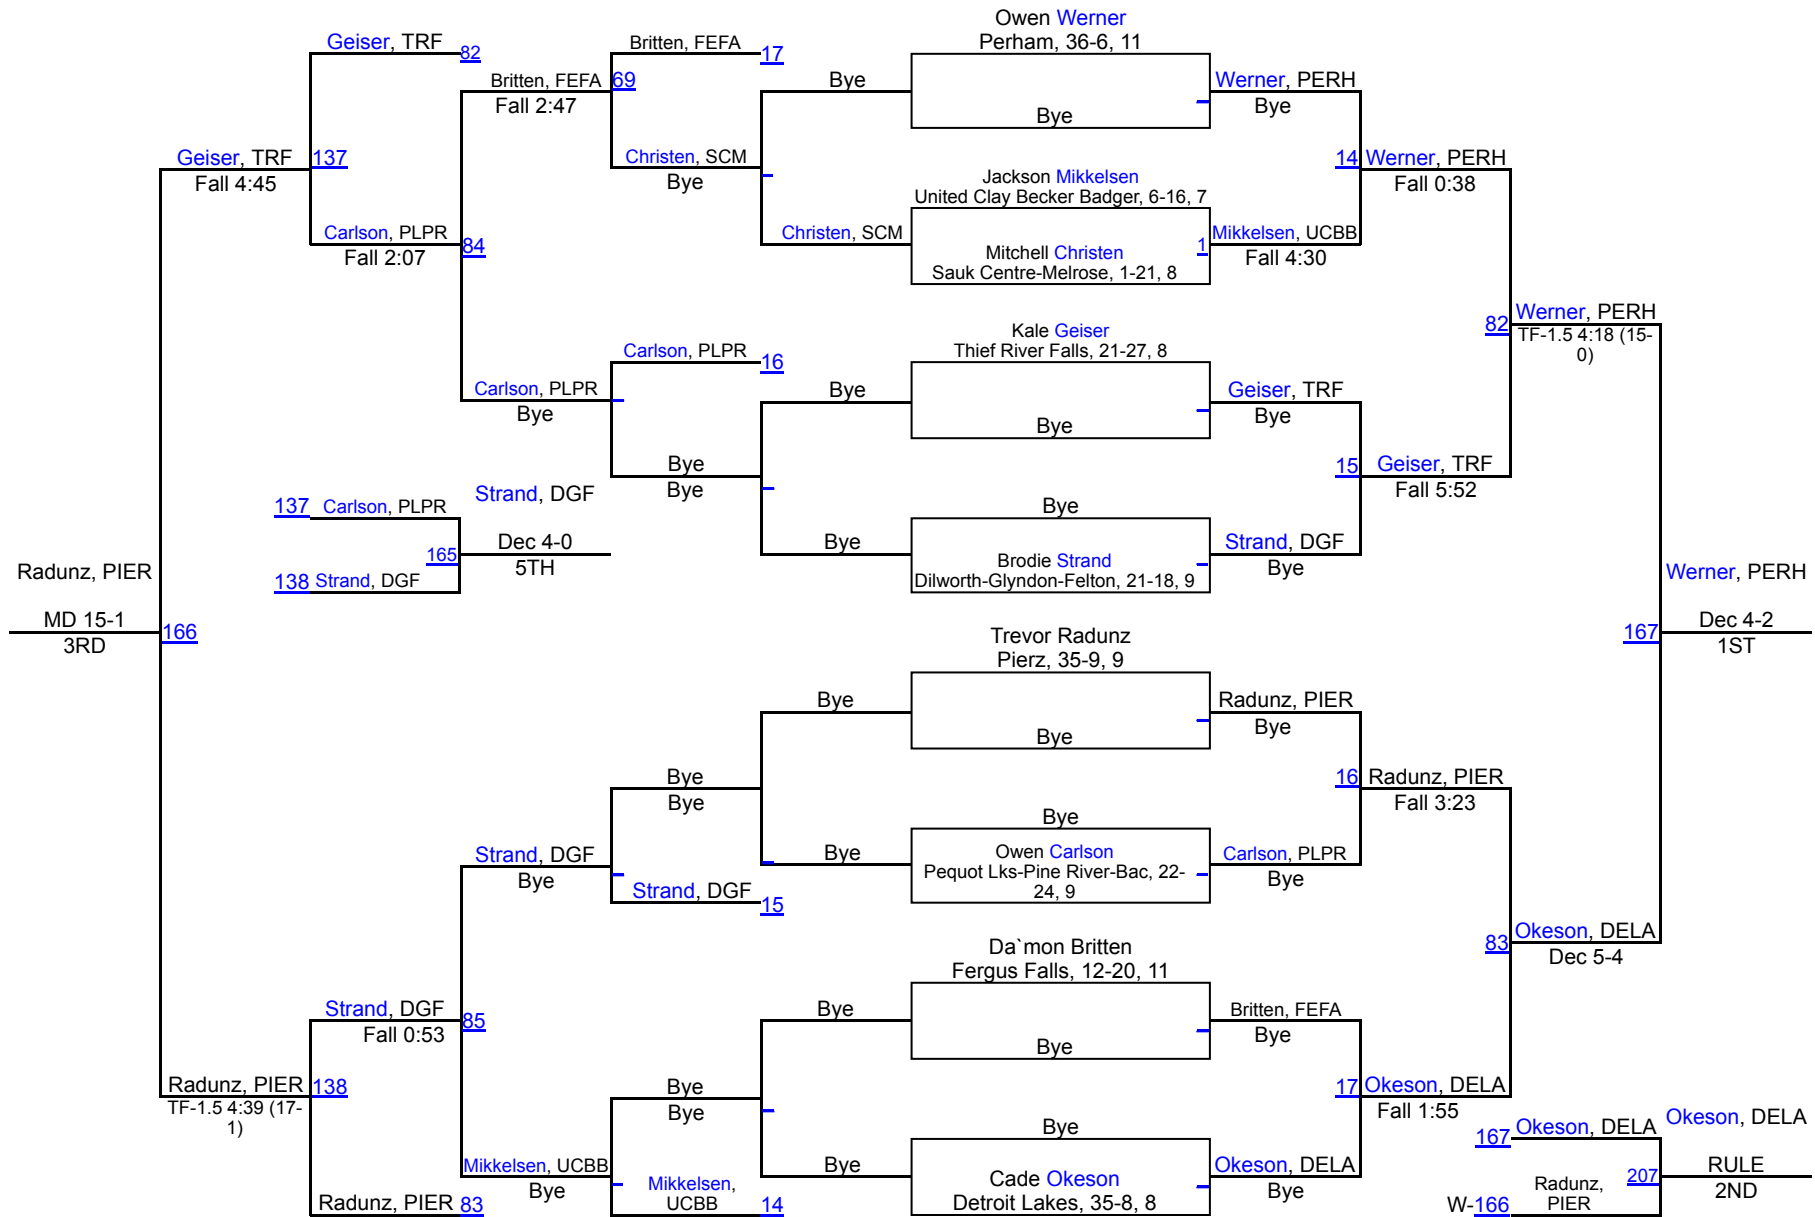 Geiser, TRF
82
Geiser, TRF
Fall 4:45
137
Carlson, PLPR
Fall 2:07
84
Britten, FEFA
Fall 2:47
69
Britten, FEFA
17
Christen, SCM
Bye
Carlson, PLPR
Bye
Carlson, PLPR
16
Bye
Bye
137 Carlson, PLPR
138 Strand, DGF
165
Strand, DGF
Dec 4-0
5TH
Radunz, PIER
MD 15-1
3RD
166
Radunz, PIER
TF-1.5 4:39 (17-
1)
138
Strand, DGF
Fall 0:53
85
Radunz, PIER 83
Strand, DGF
Bye
Bye
Bye
Strand, DGF
15
Mikkelsen, UCBB
Bye
Bye
Bye
Mikkelsen,
UCBB
14
Bye
Christen, SCM
Bye
Bye
Bye
Bye
Bye
Bye
Owen Werner
Perham, 36-6, 11
Bye
Jackson Mikkelsen
United Clay Becker Badger, 6-16, 7
Mitchell Christen
Sauk Centre-Melrose, 1-21, 8
1
Kale Geiser
Thief River Falls, 21-27, 8
Bye
Bye
Brodie Strand
Dilworth-Glyndon-Felton, 21-18, 9
Trevor Radunz
Pierz, 35-9, 9
Bye
Bye
Owen Carlson
Pequot Lks-Pine River-Bac, 22-
24, 9
Da`mon Britten
Fergus Falls, 12-20, 11
Bye
Bye
Cade Okeson
Detroit Lakes, 35-8, 8
Werner, PERH
Bye
Mikkelsen, UCBB
Fall 4:30
Geiser, TRF
Bye
Strand, DGF
Bye
Radunz, PIER
Bye
Carlson, PLPR
Bye
Britten, FEFA
Bye
Okeson, DELA
Bye
14 Werner, PERH
Fall 0:38
15 Geiser, TRF
Fall 5:52
16 Radunz, PIER
Fall 3:23
17 Okeson, DELA
Fall 1:55
82
Werner, PERH
TF-1.5 4:18 (15-
0)
83
Okeson, DELA
Dec 5-4
167
Werner, PERH
Dec 4-2
1ST
167 Okeson, DELA
W-166
Radunz,
PIER
207
Okeson, DELA
RULE
2ND